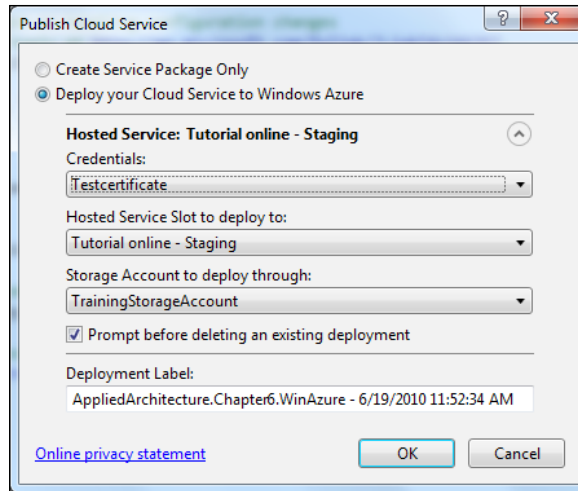 Publish Cloud Service
Create Service Package Only
Deploy your Cloud Service to Windows Azure
Hosted Service: Tutorial online - Staging
Credentials:
Testcertificate
Hosted Service Slot to deploy to:
Tutorial online - Staging
Storage Account to deploy through:
TrainingStorageAccount
Prompt before deleting an existing deployment
Deployment Label:
AppliedArchitecture.Chapter6.WinAzure - 6/19/2010 11:52:34 AM
Online privacy statement
OK
Cancel